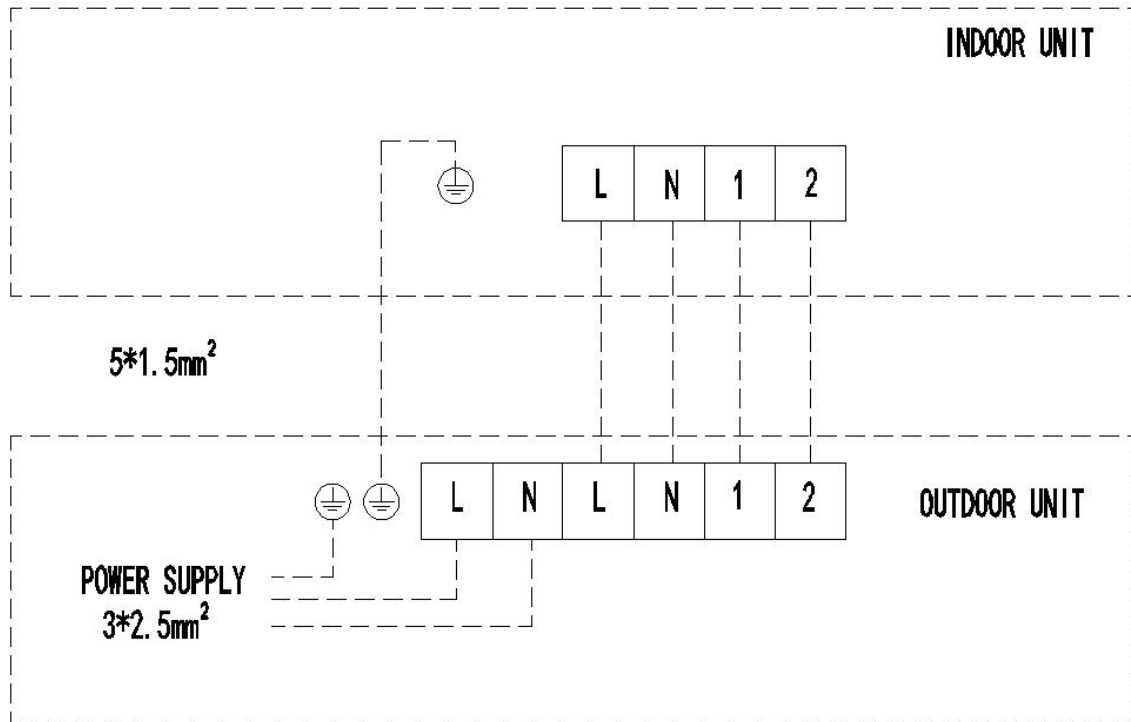 INDOOR UNIT
L N 1 2
5*1.5mm²
L N L N 1 2
OUTDOOR UNIT
POWER SUPPLY
3*2.5mm²